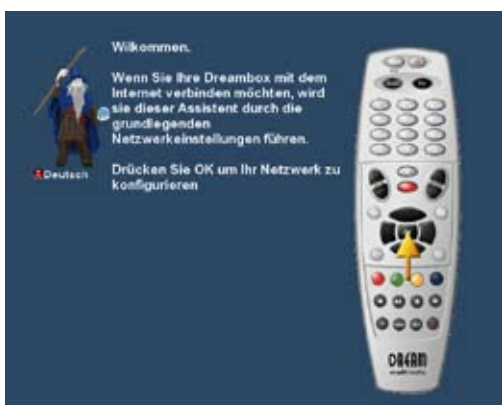 Wilkommen.
Wenn Sie Ihre Dreambox mit dem
Internet verbinden möchten, wird
sie dieser Assistent durch die
grundlegenden
Netzwerkeinstellungen führen.
Deutsch
Drücken Sie OK um Ihr Netzwerk zu
konfigurieren
DREAM
multimedia